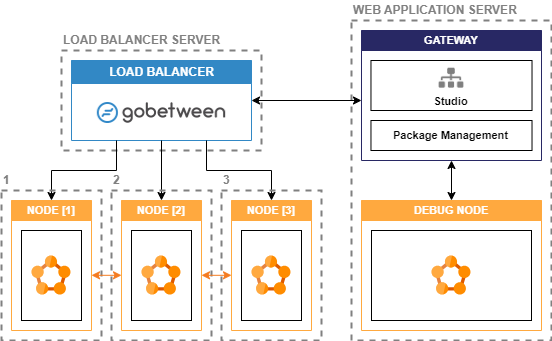 WEB APPLICATION SERVER
LOAD BALANCER SERVER
GATEWAY
LOAD BALANCER
gobetween
Studio
Package Management
1
2
3
NODE [1]
NODE [2]
NODE [3]
DEBUG NODE